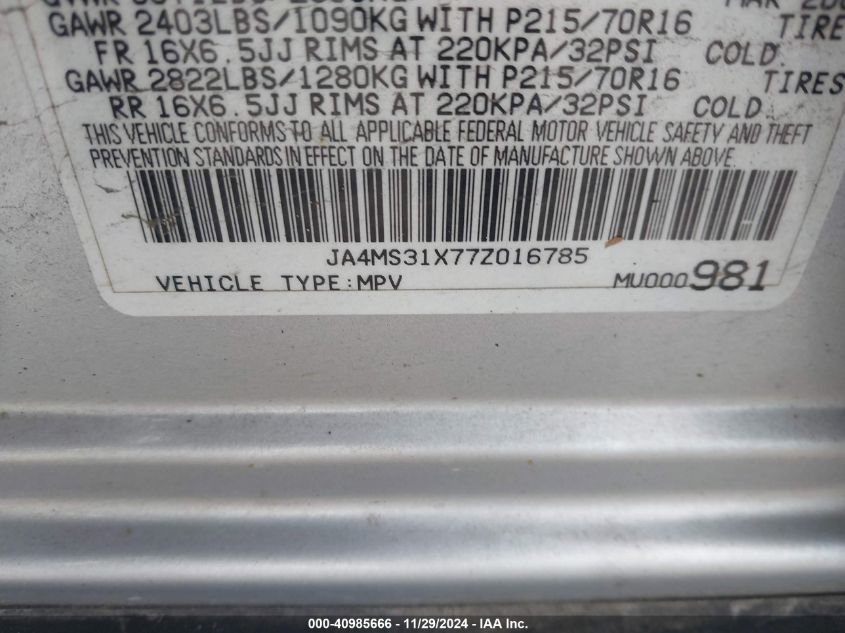 MAR
GAWR 2403LBS/1090KG WITH P215/70R16 TIRE
FR 16X6.5JJ RIMS AT 220KPA/32PSI COLD.
GAWR 2822LBS/1280KG WITH P215/70R16 TIRES
RR 16X6.5JJ RIMS AT 220KPA/32PSI COLD.
THIS VEHICLE CONFORMS TO ALL APPLICABLE FEDERAL MOTOR VEHICLE SAFETY AND THEFT
PREVENTION STANDARDS IN EFFECT ON THE DATE OF MANUFACTURE SHOWN ABOVE.
JA4MS31X77Z016785
VEHICLE TYPE:MPV MU000981
000-40985666 - 11/29/2024 - IAA, Inc.